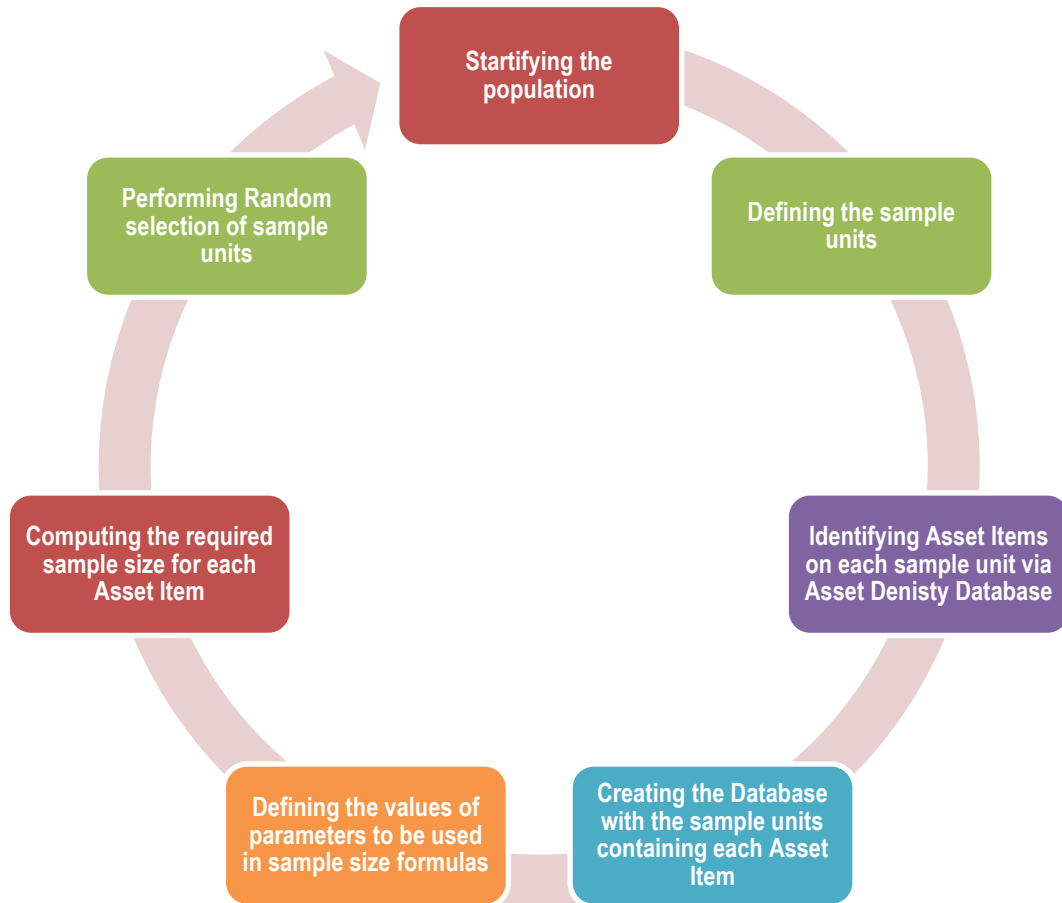 Startifying the
population
Defining the sample
units
Identifying Asset Items
on each sample unit via
Asset Denisty Database
Creating the Database
with the sample units
containing each Asset
Item
Defining the values of
parameters to be used
in sample size formulas
Computing the required
sample size for each
Asset Item
Performing Random
selection of sample
units